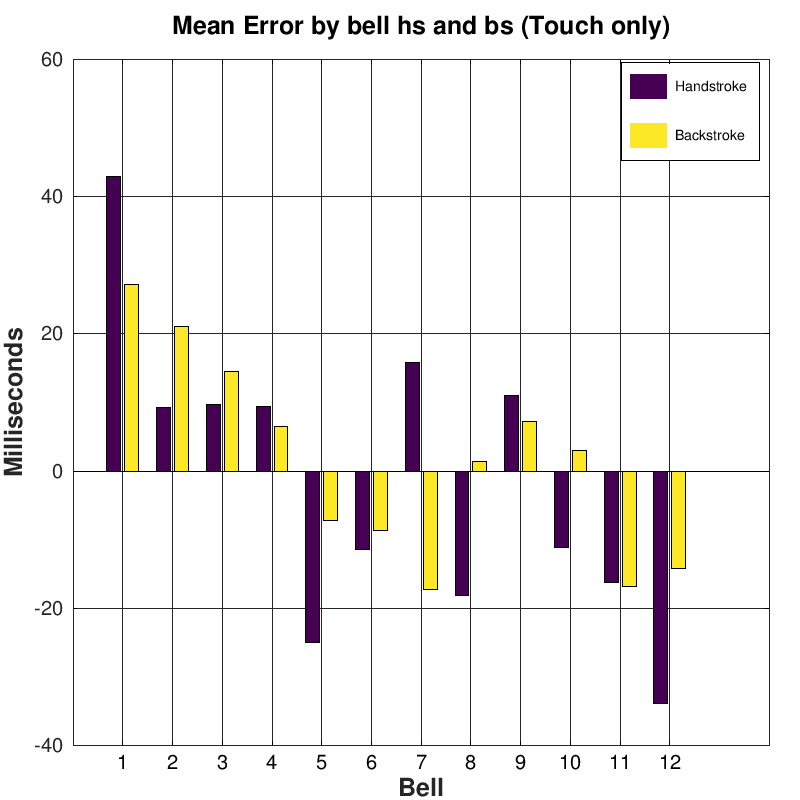 Mean Error by bell hs and bs (Touch only)
60
40
20
0
-20
-40
Milliseconds
Handstroke
Backstroke
1 2 3 4 5 6 7 8 9 10 11 12
Bell